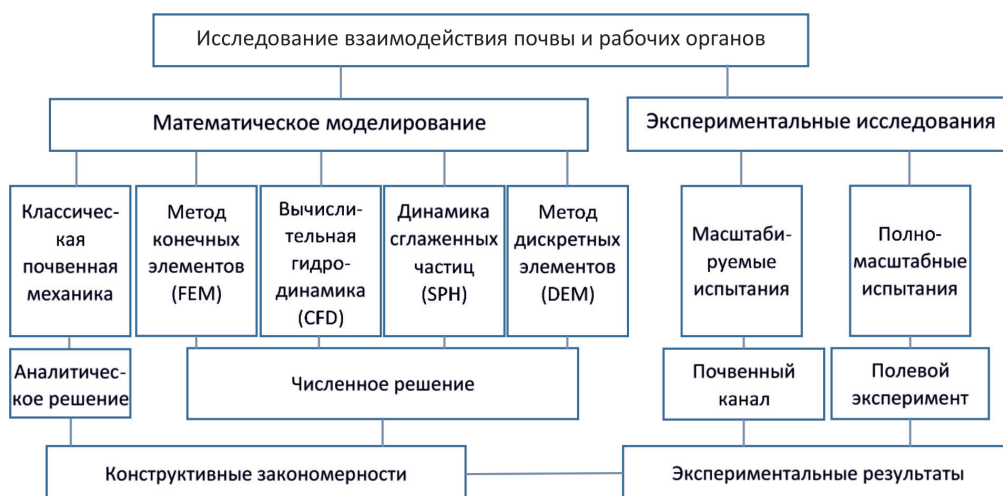 Исследование взаимодействия почвы и рабочих органов
Математическое моделирование
Экспериментальные исследования
Классичес-
кая
почвенная
механика
Метод
конечных
элементов
(FEM)
Вычисли-
тельная
гидро-
динамика
(CFD)
Динамика
сглаженных
частиц
(SPH)
Метод
дискретных
элементов
(DEM)
Масштаби-
руемые
испытания
Полно-
масштабные
испытания
Аналитичес-
кое решение
Численное решение
Почвенный
канал
Полевой
эксперимент
Конструктивные закономерности
Экспериментальные результаты